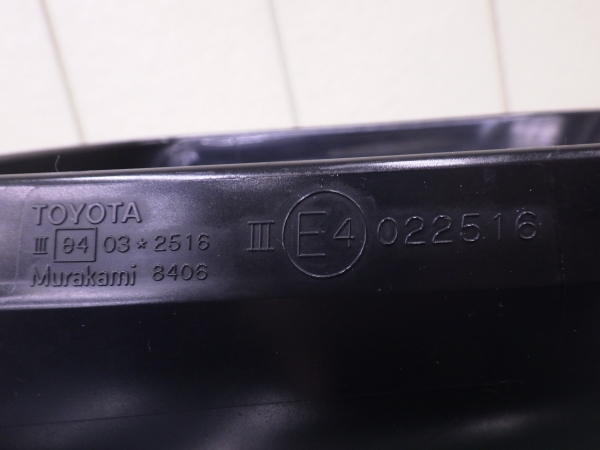 TOYOTA
III 94 03*2516
Murakami 8406
III E4 022516